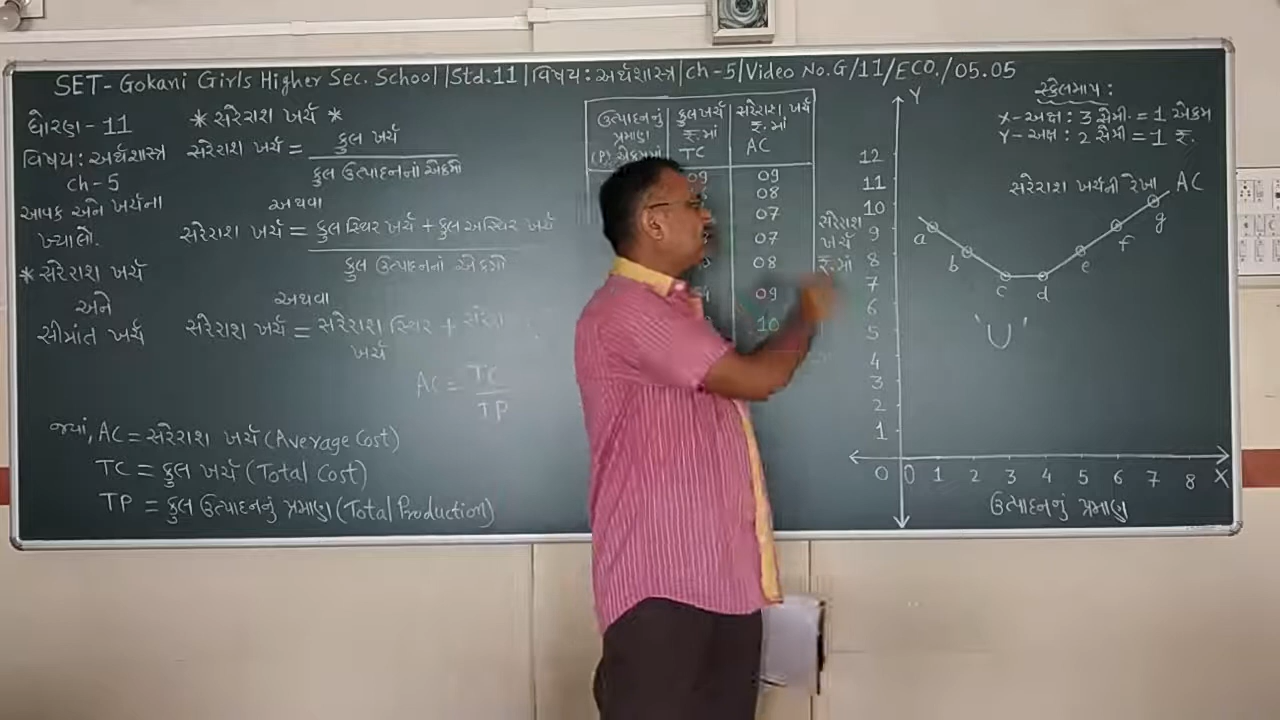 SET- Gokani Girls Higher Sec. School | Std.11 | વિષય: અર્થશાસ્ત્ર | ch-5 | Video No. G/11/ECO./05.05
ધોરણ - 11
વિષય: અર્થશાસ્ત્ર
ch-5
આવક અને ખર્ચના
ખ્યાલો.
* સરેરાશ ખર્ચ
અને
સીમાંત ખર્ચ
* સરેરાશ ખર્ચ *
સરેરાશ ખર્ચ = કુલ ખર્ચ
કુલ ઉત્પાદનનાં એકમો
અથવા
સરેરાશ ખર્ચ = કુલ સ્થિર ખર્ચ + કુલ અસ્થિર ખર્ચ
કુલ ઉત્પાદનનાં એકમો
અથવા
સરેરાશ ખર્ચ = સરેરાશ સ્થિર +
ખર્ચ
AC = TC
TP
જ્યાં, AC = સરેરાશ ખર્ચ (Average Cost)
TC = કુલ ખર્ચ (Total Cost)
TP = કુલ ઉત્પાદનનું પ્રમાણ (Total Production)
ઉત્પાદનનું પ્રમાણ (P) એકમમાં
કુલ ખર્ચ રૂ.માં TC
સરેરાશ ખર્ચ રૂ.માં AC
09 09
08
07
07
08
09
10
સ્કેલમાપ:
X-અક્ષ: 3 સેમી. = 1 એકમ
Y-અક્ષ: 2 સેમી = 1 રૂ.
Y
સરેરાશ ખર્ચની રેખા AC
સરેરાશ
ખર્ચ
રૂ.માં
12
11
10
9
8
7
6
5
4
3
2
1
a b c d e f g
'U'
0 0 1 2 3 4 5 6 7 8 X
ઉત્પાદનનું પ્રમાણ